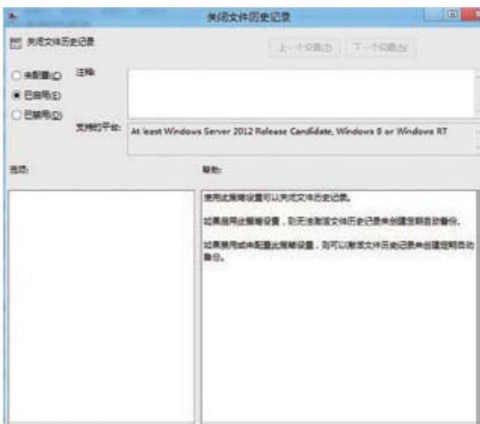 关闭文件历史记录
关闭文件历史记录
上一个设置(P)
下一个设置(N)
未配置(C)
注释:
已启用(E)
已禁用(D)
支持的平台:
At least Windows Server 2012 Release Candidate, Windows 8 or Windows RT
选项:
帮助:
使用此策略设置可以关闭文件历史记录。
如果启用此策略设置，则无法激活文件历史记录来创建定期自动备份。
如果禁用或未配置此策略设置，则可以激活文件历史记录来创建定期自动
备份。